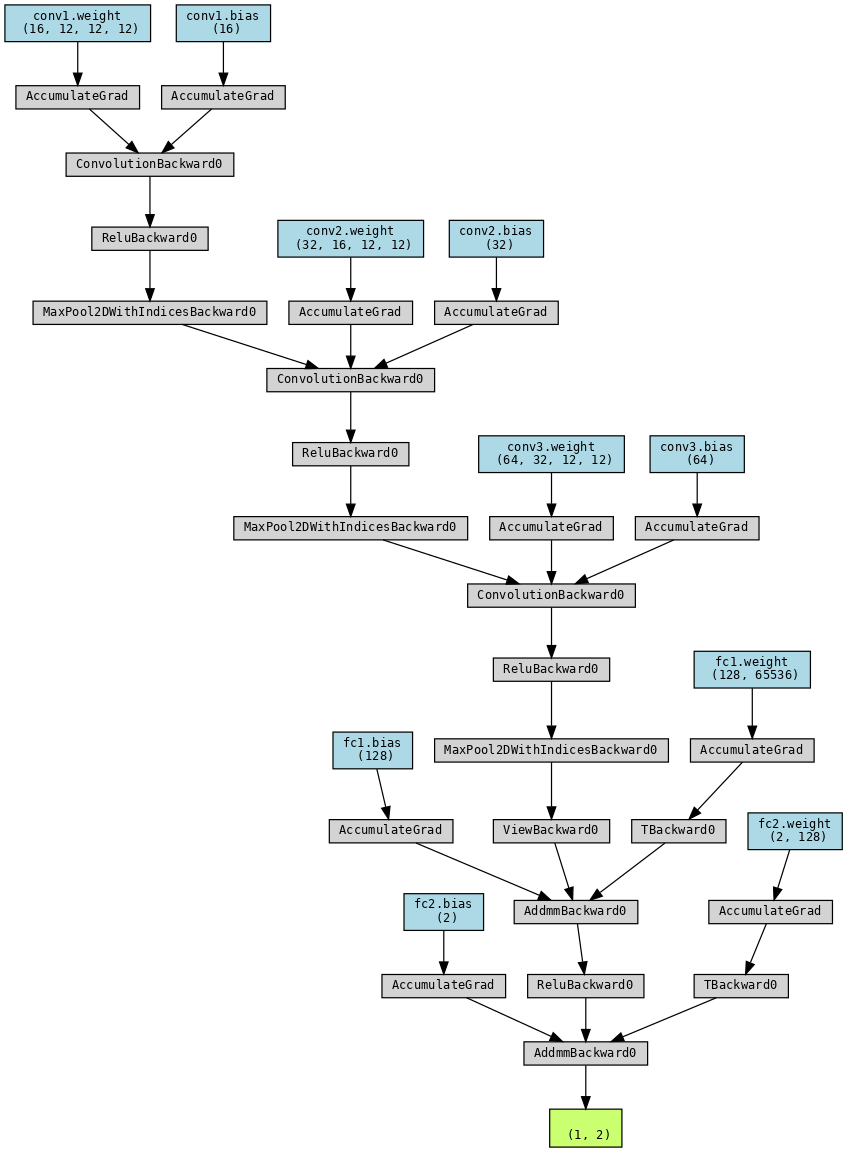 conv1.weight
(16, 12, 12, 12)
conv1.bias
(16)
AccumulateGrad
AccumulateGrad
ConvolutionBackward0
ReluBackward0
conv2.weight
(32, 16, 12, 12)
conv2.bias
(32)
MaxPool2DWithIndicesBackward0
AccumulateGrad
AccumulateGrad
ConvolutionBackward0
ReluBackward0
conv3.weight
(64, 32, 12, 12)
conv3.bias
(64)
MaxPool2DWithIndicesBackward0
AccumulateGrad
AccumulateGrad
ConvolutionBackward0
ReluBackward0
fc1.weight
(128, 65536)
fc1.bias
(128)
MaxPool2DWithIndicesBackward0
AccumulateGrad
AccumulateGrad
ViewBackward0
TBackward0
fc2.weight
(2, 128)
fc2.bias
(2)
AddmmBackward0
AccumulateGrad
AccumulateGrad
ReluBackward0
TBackward0
AddmmBackward0
(1, 2)